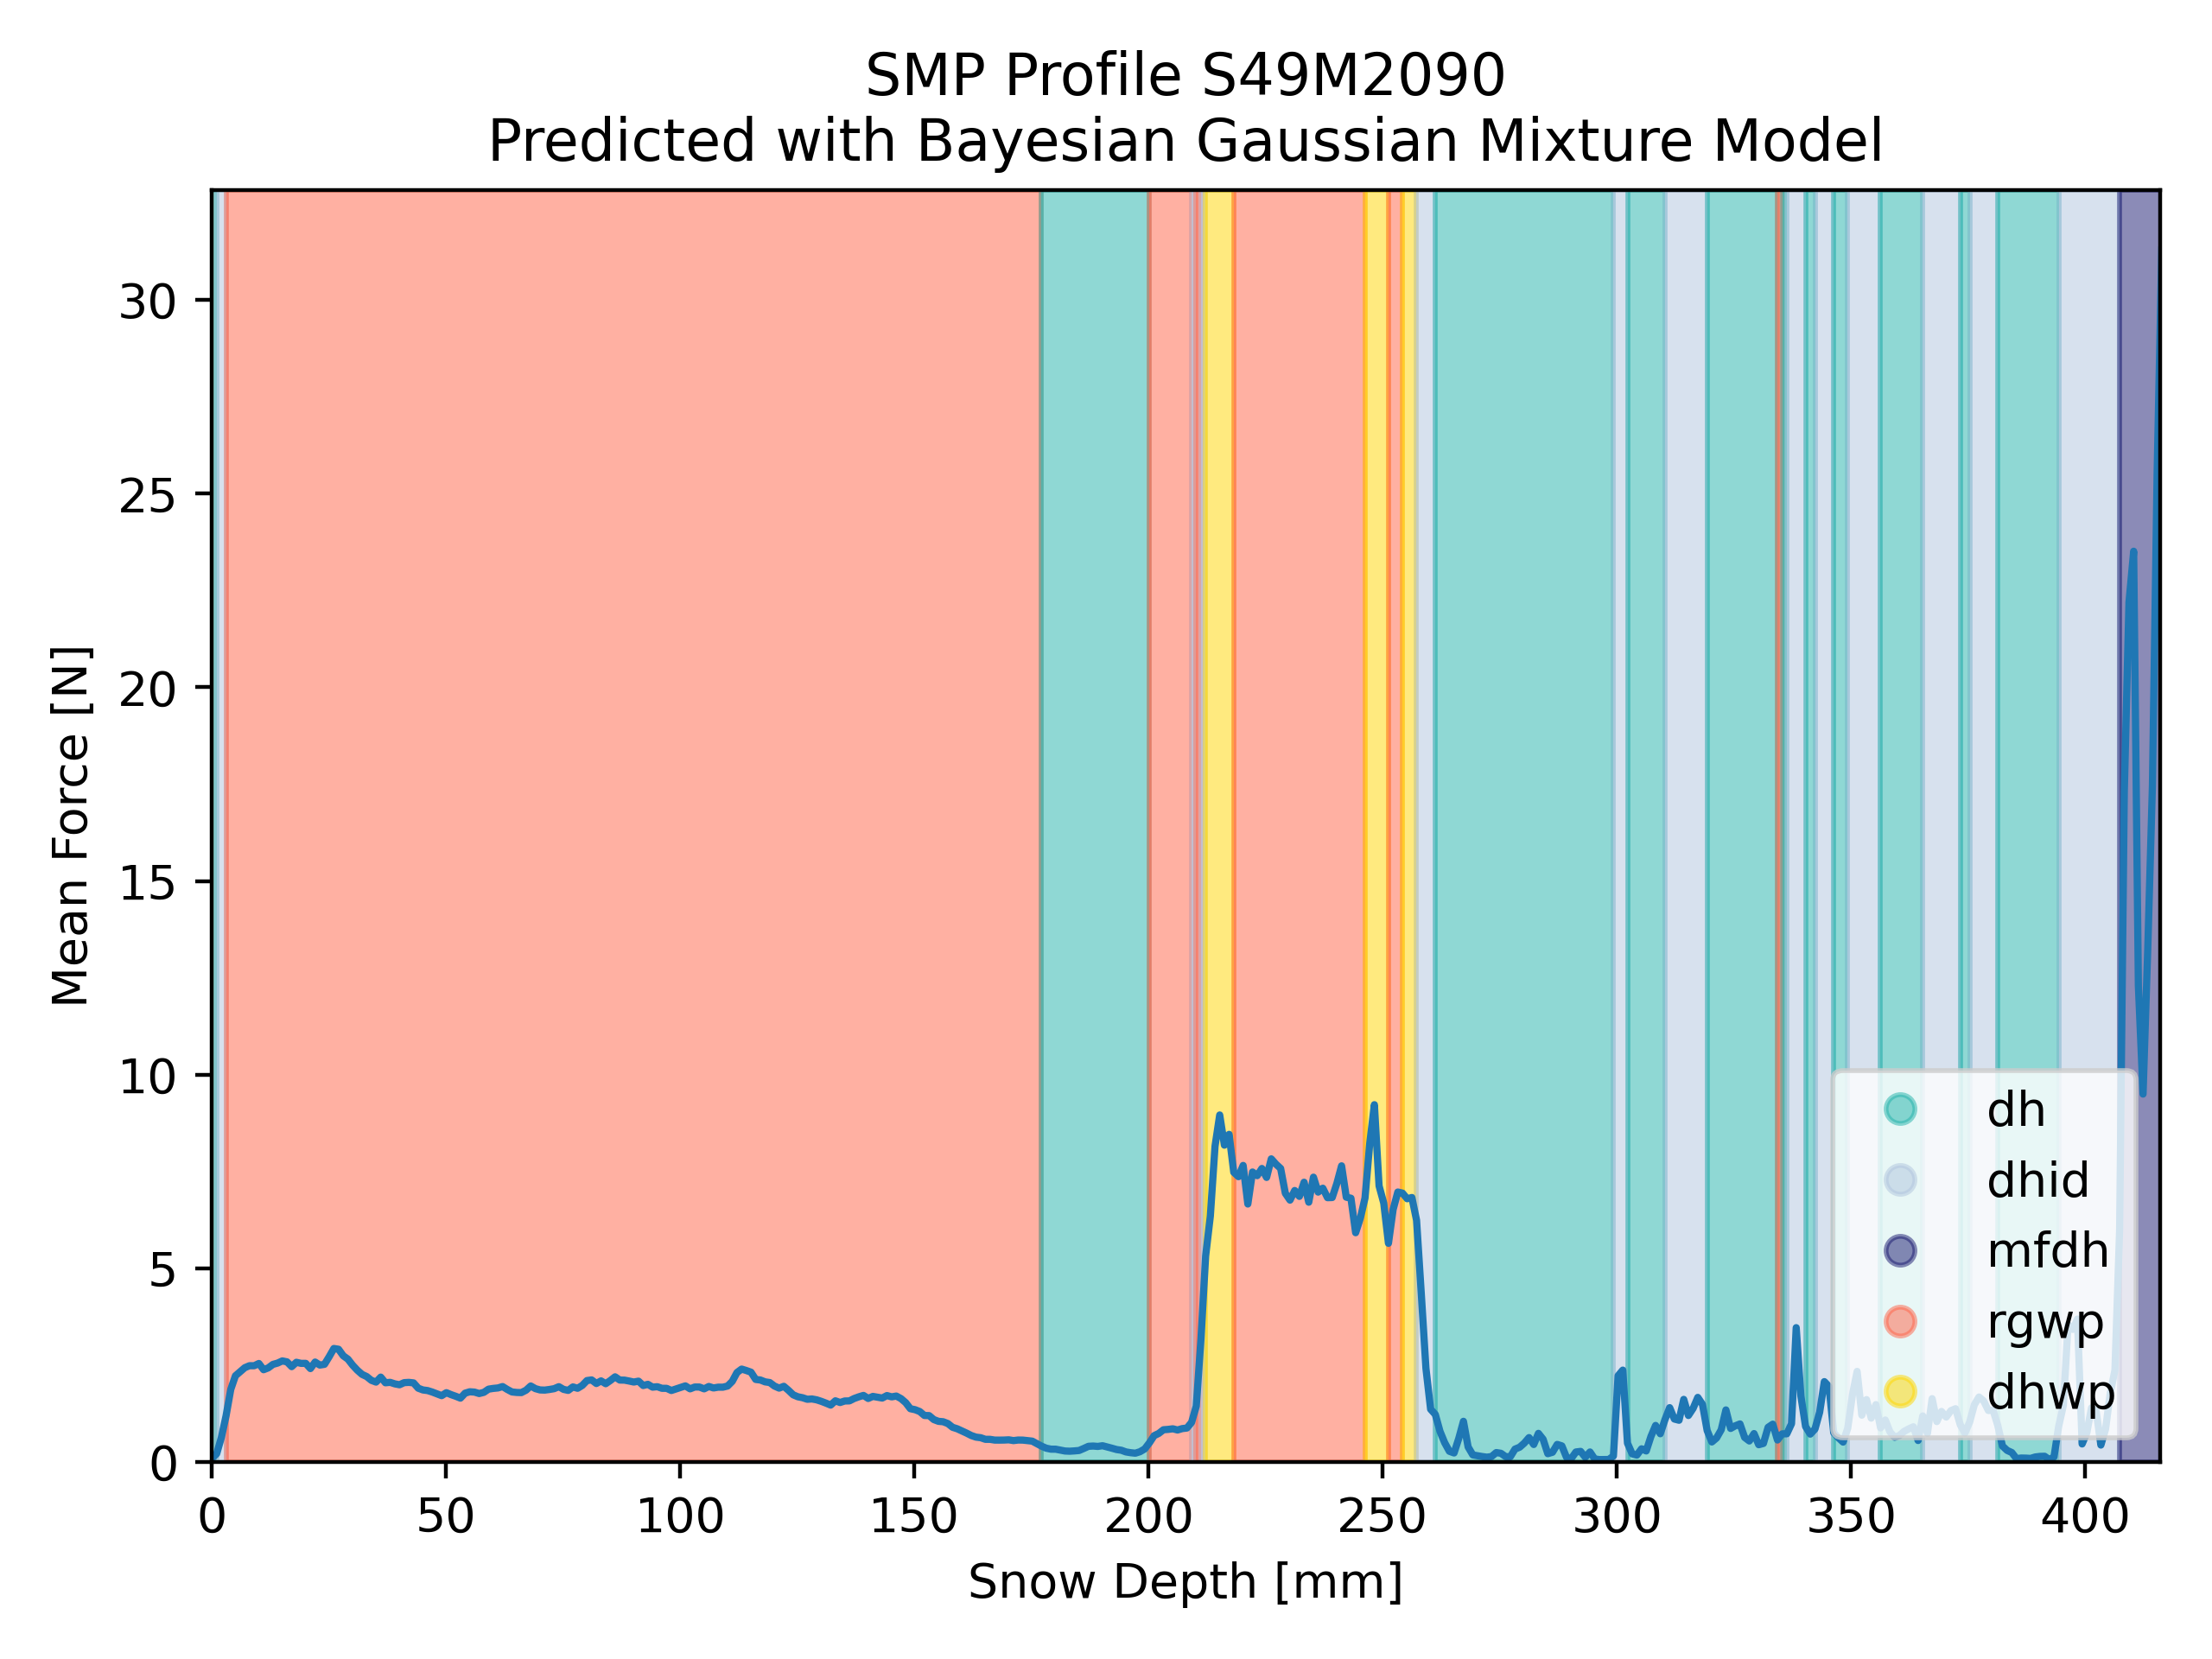 SMP Profile S49M2090
Predicted with Bayesian Gaussian Mixture Model
Mean Force [N]
30
25
20
15
10
5
0
dh
dhid
mfdh
rgwp
dhwp
0 50 100 150 200 250 300 350 400
Snow Depth [mm]